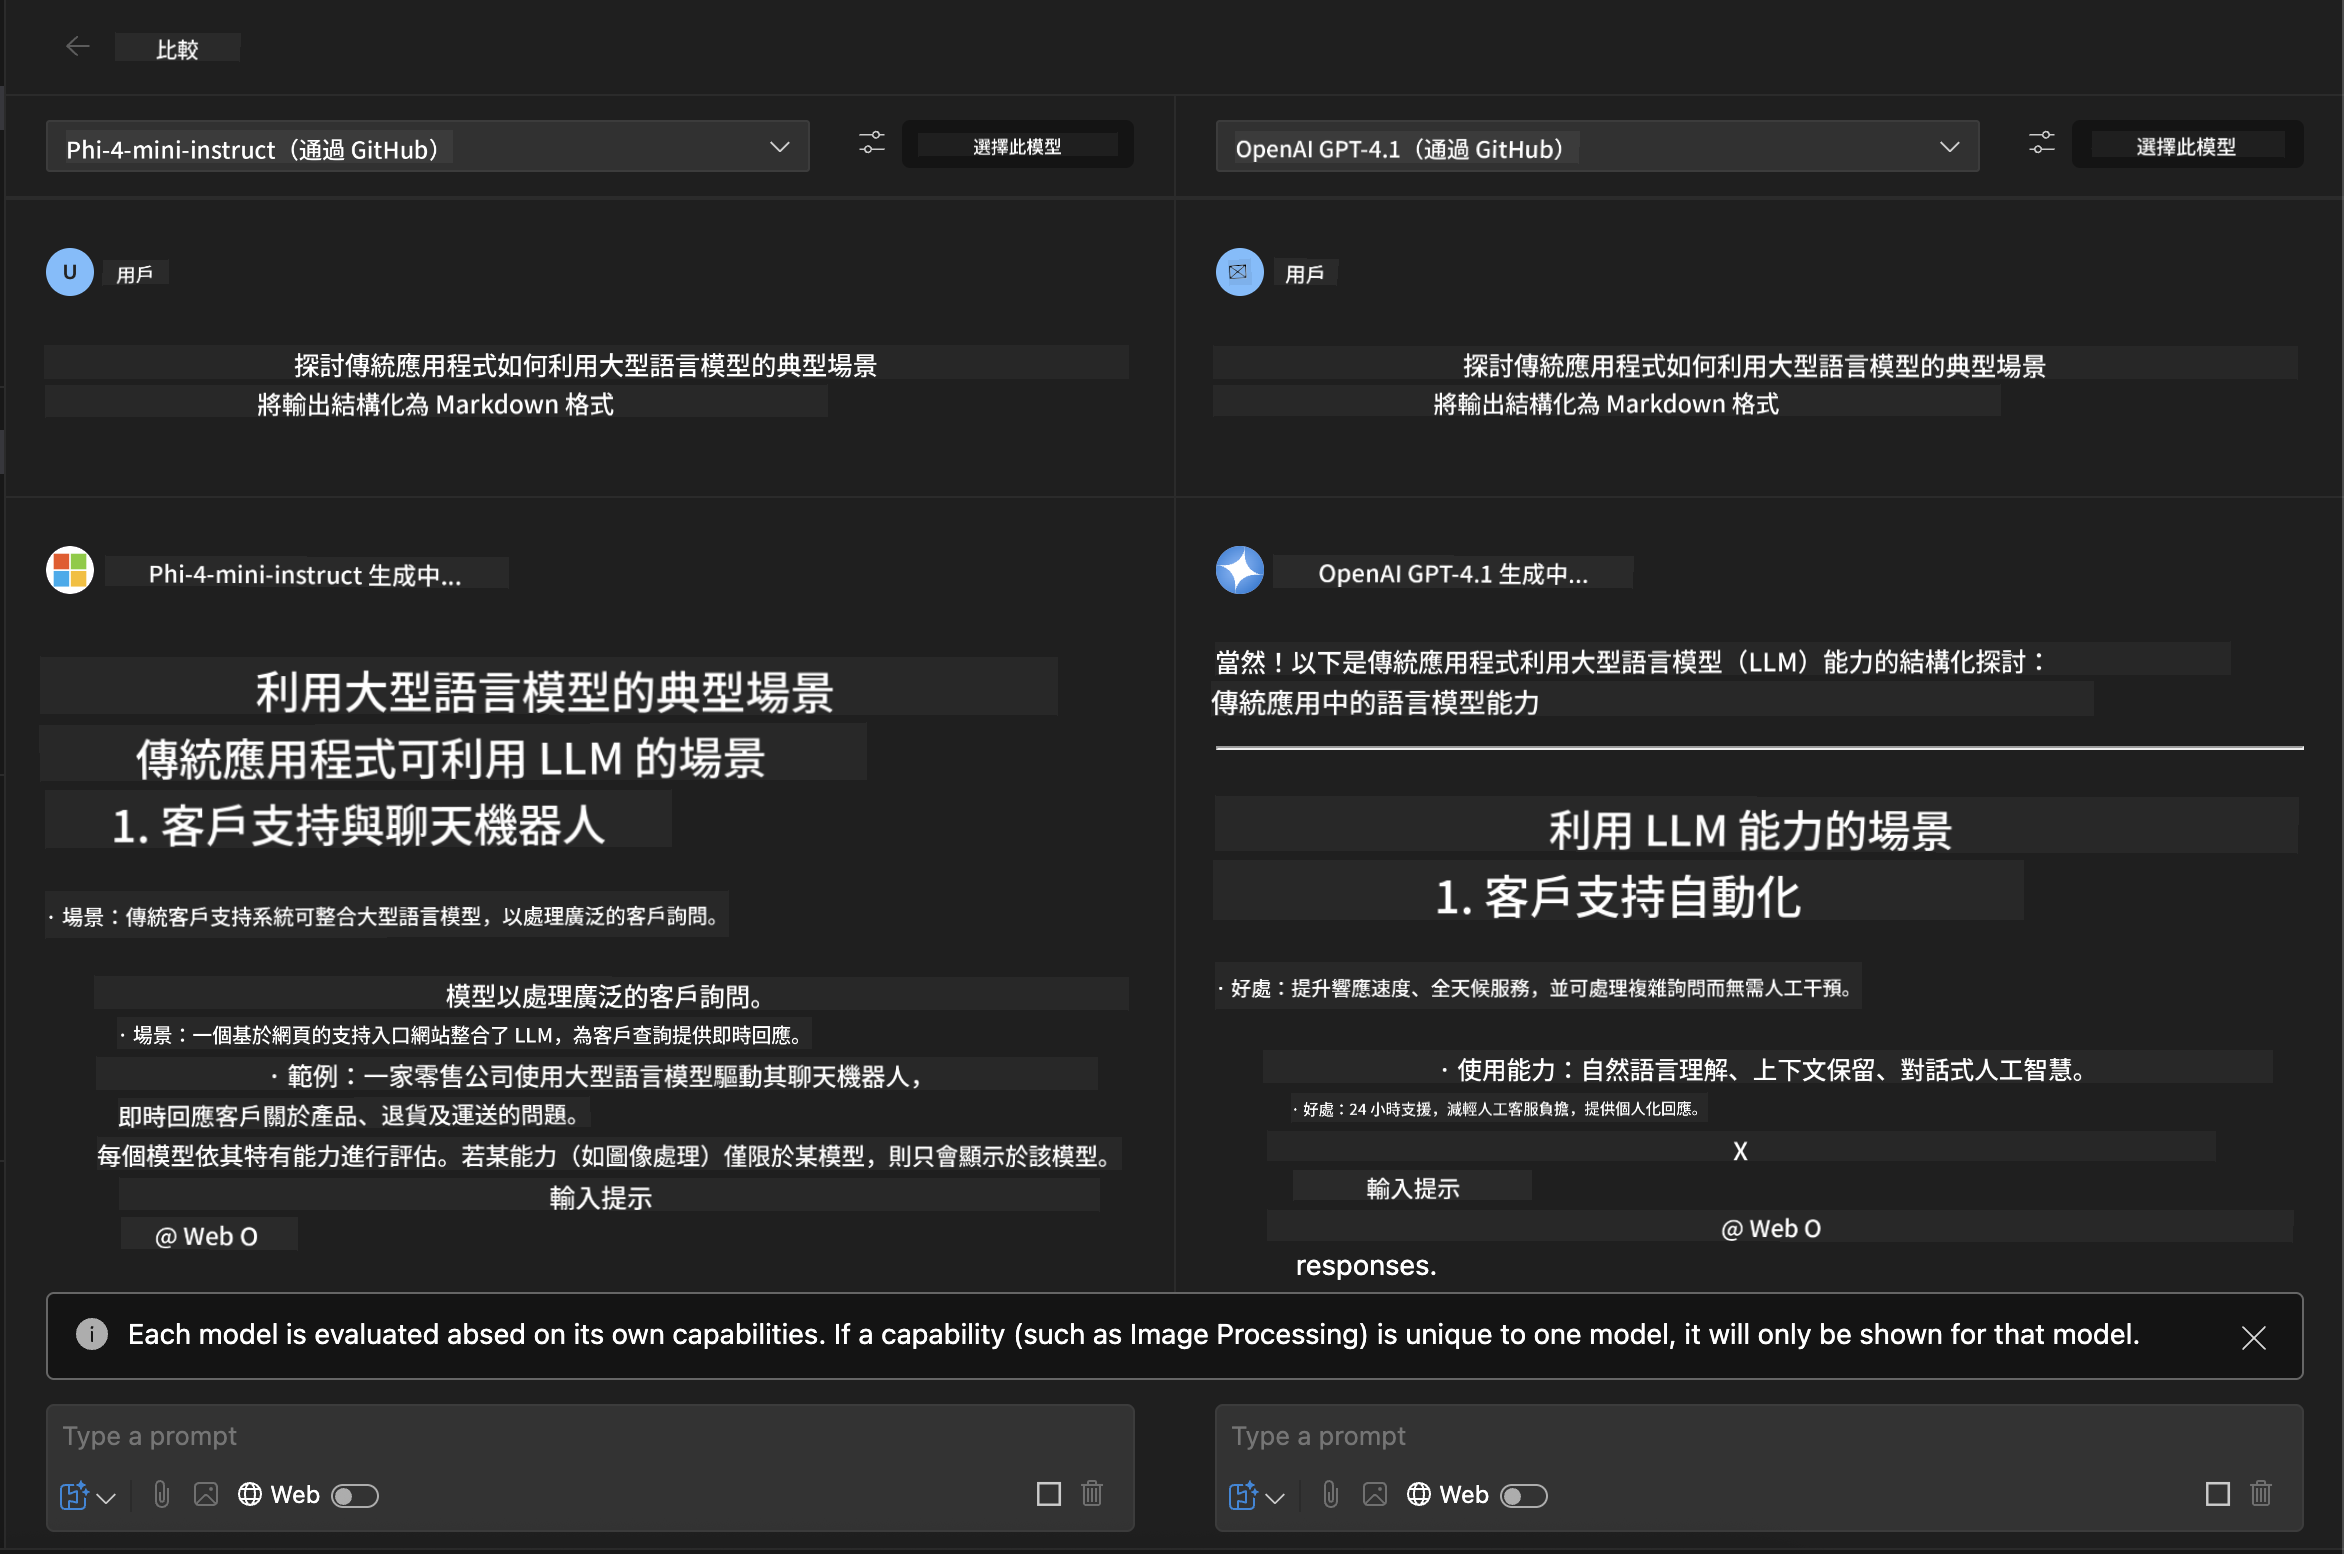 比較
Phi-4-mini-instruct（通過 GitHub）
選擇此模型
U
用戶
探討傳統應用程式如何利用大型語言模型的典型場景
將輸出結構化為 Markdown 格式
Phi-4-mini-instruct 生成中...
利用大型語言模型的典型場景
傳統應用程式可利用 LLM 的場景
1. 客戶支持與聊天機器人
· 場景：傳統客戶支持系統可整合大型語言模型，以處理廣泛的客戶詢問。
模型以處理廣泛的客戶詢問。
· 場景：一個基於網頁的支持入口網站整合了 LLM，為客戶查詢提供即時回應。
· 範例：一家零售公司使用大型語言模型驅動其聊天機器人，
即時回應客戶關於產品、退貨及運送的問題。
每個模型依其特有能力進行評估。若某能力（如圖像處理）僅限於某模型，則只會顯示於該模型。
輸入提示
@ Web O
OpenAI GPT-4.1（通過 GitHub）
選擇此模型
用戶
探討傳統應用程式如何利用大型語言模型的典型場景
將輸出結構化為 Markdown 格式
OpenAI GPT-4.1 生成中...
當然！以下是傳統應用程式利用大型語言模型（LLM）能力的結構化探討：
傳統應用中的語言模型能力
利用 LLM 能力的場景
1. 客戶支持自動化
· 好處：提升響應速度、全天候服務，並可處理複雜詢問而無需人工干預。
· 使用能力：自然語言理解、上下文保留、對話式人工智慧。
· 好處：24 小時支援，減輕人工客服負擔，提供個人化回應。
X
輸入提示
@ Web O
responses.
Each model is evaluated absed on its own capabilities. If a capability (such as Image Processing) is unique to one model, it will only be shown for that model.
Type a prompt
Web
Type a prompt
Web